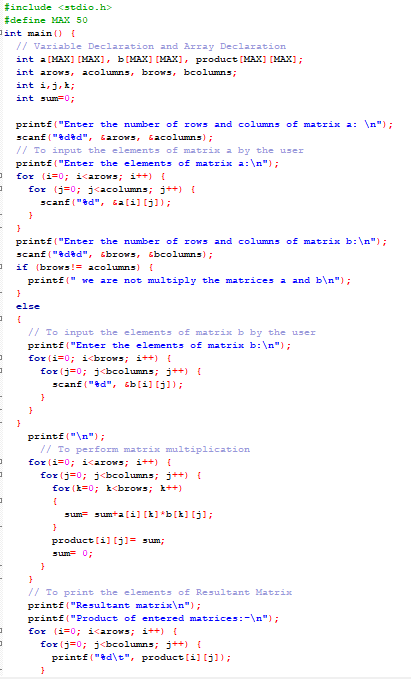 #include <stdio.h>
#define MAX 50
int main() {
// Variable Declaration and Array Declaration
int a[MAX][MAX], b[MAX][MAX], product[MAX][MAX];
int arows, acolumns, brows, bcolumns;
int i,j,k;
int sum=0;
printf("Enter the number of rows and columns of matrix a: \n");
scanf("%d%d", &arows, &acolumns);
// To input the elements of matrix a by the user
printf("Enter the elements of matrix a:\n");
for (i=0; i<arows; i++) {
for (j=0; j<acolumns; j++) {
scanf("%d", &a[i][j]);
}
}
printf("Enter the number of rows and columns of matrix b:\n");
scanf("%d%d", &brows, &bcolumns);
if (brows!= acolumns) {
printf(" we are not multiply the matrices a and b\n");
}
else
{
// To input the elements of matrix b by the user
printf("Enter the elements of matrix b:\n");
for(i=0; i<brows; i++) {
for(j=0; j<bcolumns; j++) {
scanf("%d", &b[i][j]);
}
}
}
printf("\n");
// To perform matrix multiplication
for(i=0; i<arows; i++) {
for(j=0; j<bcolumns; j++) {
for(k=0; k<brows; k++)
{
sum= sum+a[i][k]*b[k][j];
}
product[i][j]= sum;
sum= 0;
}
}
// To print the elements of Resultant Matrix
printf("Resultant matrix\n");
printf("Product of entered matrices:-\n");
for (i=0; i<arows; i++) {
for(j=0; j<bcolumns; j++) {
printf("%d\t", product[i][j]);
}